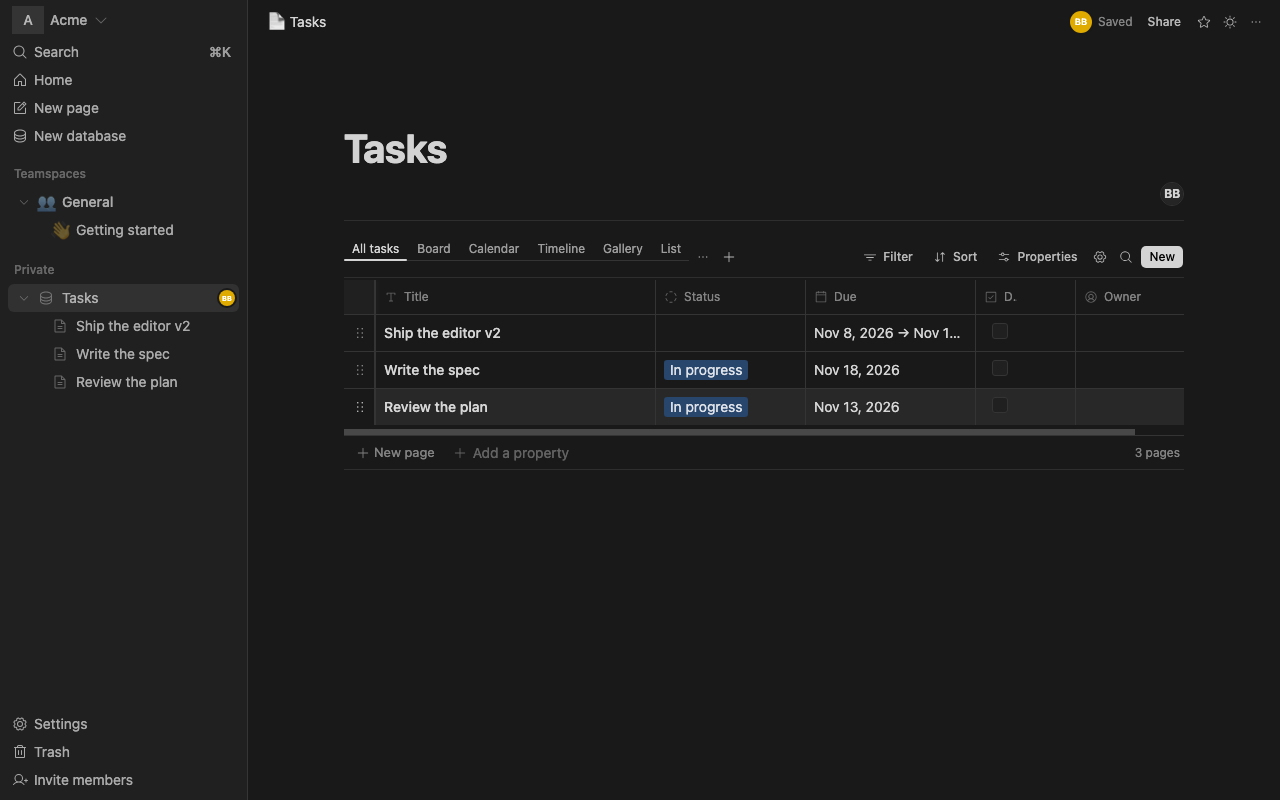 A Acme
Search ⌘K
Home
New page
New database
Teamspaces
General
Getting started
Private
Tasks BB
Ship the editor v2
Write the spec
Review the plan
Settings
Trash
Invite members
Tasks
BB Saved Share
Tasks
BB
All tasks Board Calendar Timeline Gallery List
Filter Sort Properties New
Title Status Due D. Owner
Ship the editor v2 Nov 8, 2026 → Nov 1…
Write the spec In progress Nov 18, 2026
Review the plan In progress Nov 13, 2026
New page Add a property 3 pages